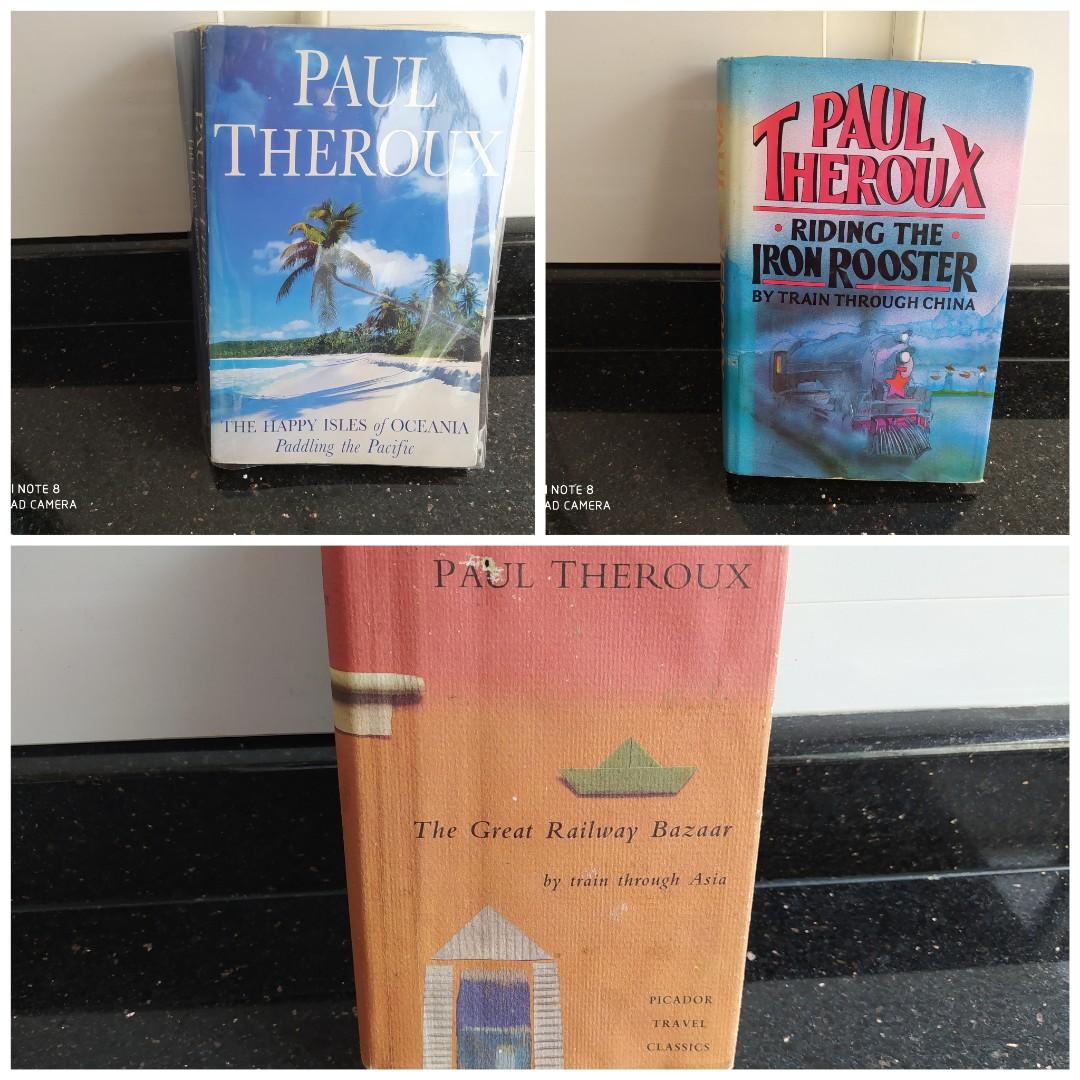 PAUL
THEROUX
THE HAPPY ISLES of OCEANIA
Paddling the Pacific
I NOTE 8
AD CAMERA
PAUL
THEROUX
• RIDING THE •
IRON ROOSTER
BY TRAIN THROUGH CHINA
I NOTE 8
AD CAMERA
PAUL THEROUX
The Great Railway Bazaar
by train through Asia
PICADOR
TRAVEL
CLASSICS